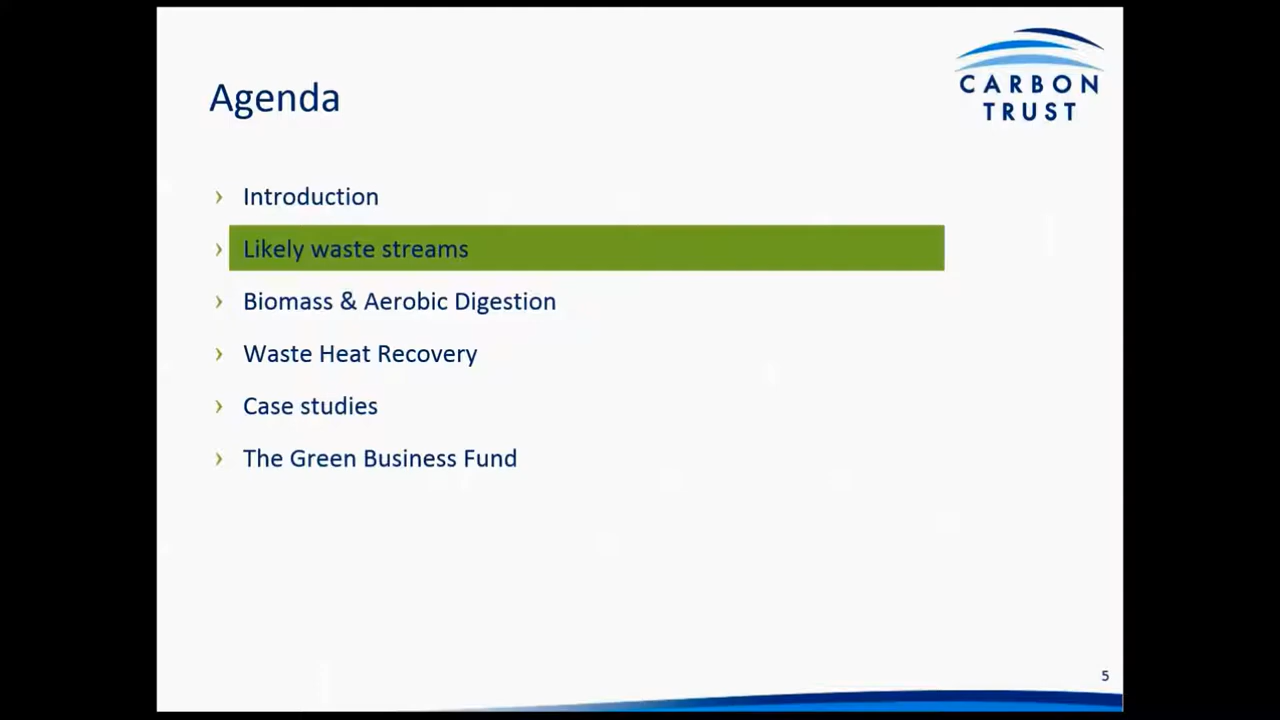 CARBON
TRUST
Agenda
› Introduction
› Likely waste streams
› Biomass & Aerobic Digestion
› Waste Heat Recovery
› Case studies
› The Green Business Fund
5